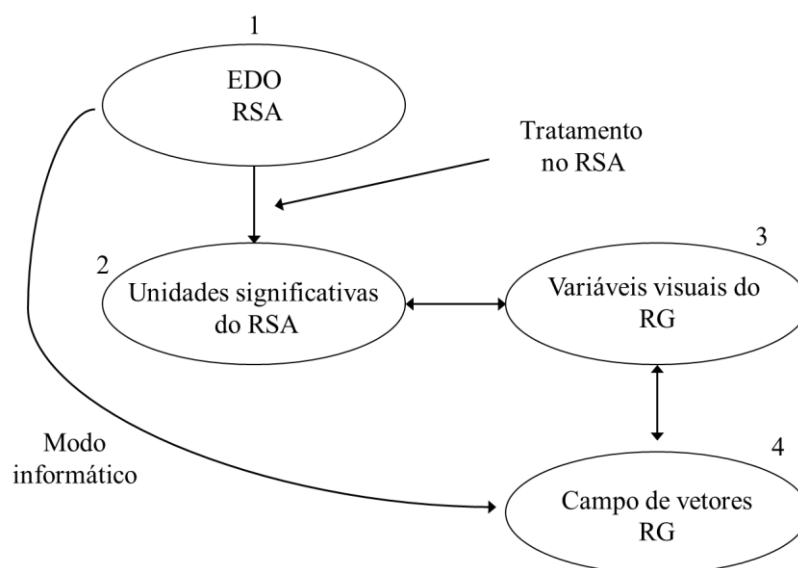 1
EDO
RSA
Tratamento
no RSA
2
Unidades significativas
do RSA
3
Variáveis visuais do
RG
Modo
informático
4
Campo de vetores
RG